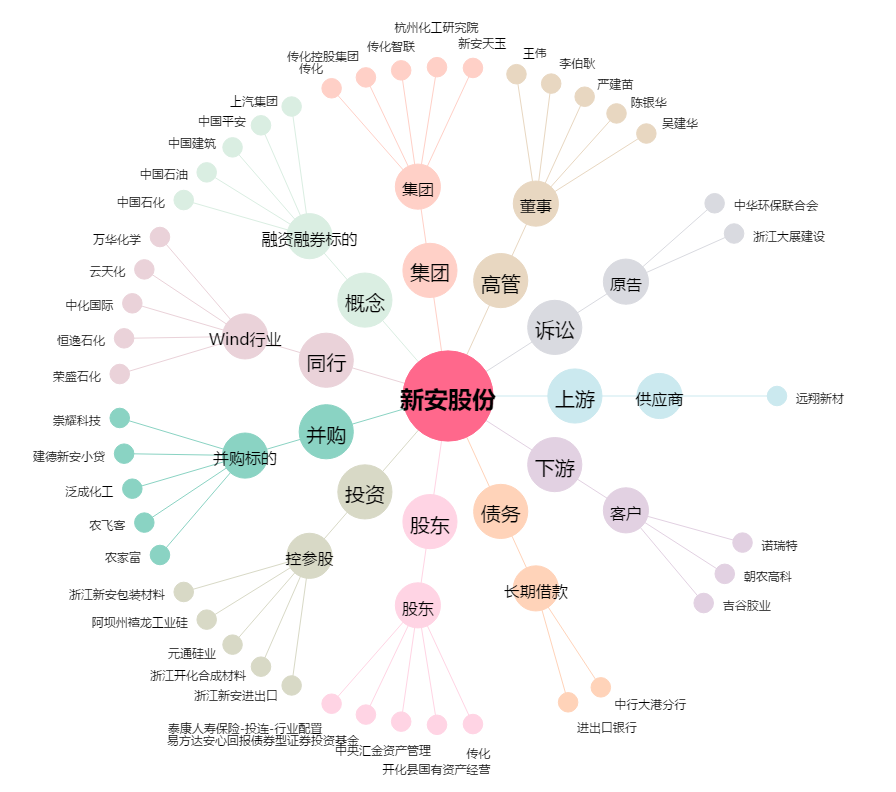 杭州化工研究院
新安天玉
传化智联
王伟
传化控股集团
李伯耿
传化
严建苗
上汽集团
陈银华
中国平安
吴建华
中国建筑
中国石油
集团
中国石化
董事
中华环保联合会
万华化学
融资融券标的
浙江大展建设
云天化
集团
高管
原告
中化国际
概念
诉讼
恒逸石化
Wind行业
同行
荣盛石化
新安股份
上游
供应商
远翔新材
崇耀科技
并购
建德新安小贷
并购标的
下游
泛成化工
投资
股东
债务
客户
农飞客
诺瑞特
农家富
控参股
朝农高科
浙江新安包装材料
长期借款
吉谷胶业
阿坝州禧龙工业硅
股东
元通硅业
浙江开化合成材料
浙江新安进出口
中行大港分行
泰康人寿保险-投连-行业配置
进出口银行
易方达安心回报债券型证券投资基金
中央汇金资产管理
传化
开化县国有资产经营